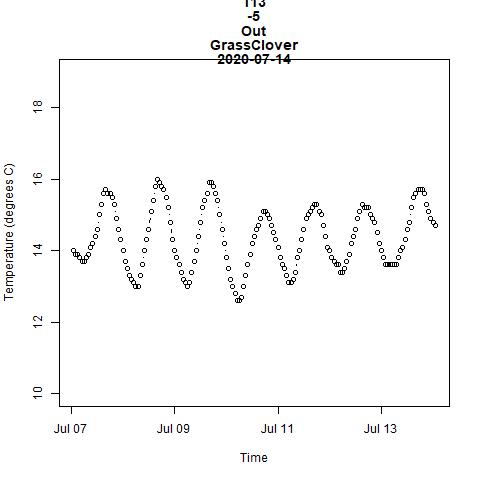 113
-5
Out
GrassClover
2020-07-14
18
16
14
12
10
Temperature (degrees C)
Jul 07
Jul 09
Jul 11
Jul 13
Time